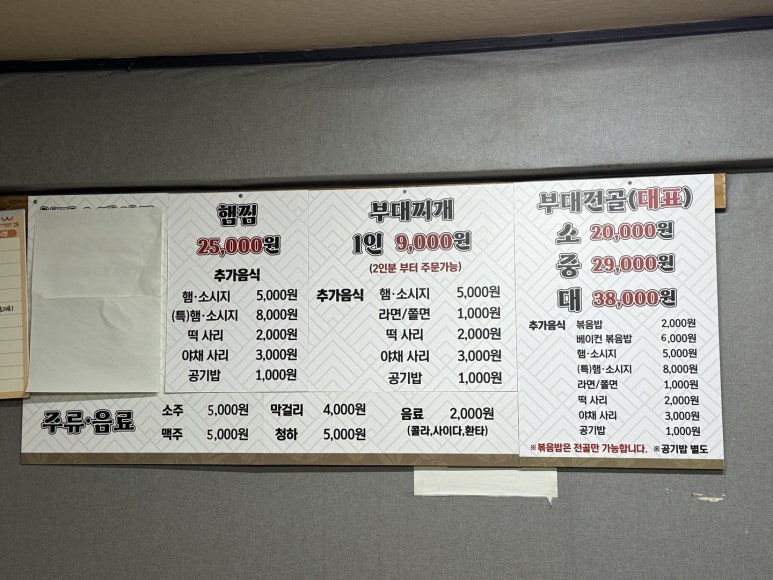 햄찜
25,000원
추가음식
햄·소시지 5,000원
(특)햄·소시지 8,000원
떡 사리 2,000원
야채 사리 3,000원
공기밥 1,000원
부대찌개
1인 9,000원
(2인분 부터 주문가능)
추가음식 햄·소시지 5,000원
라면/쫄면 1,000원
떡 사리 2,000원
야채 사리 3,000원
공기밥 1,000원
부대전골(대표)
소 20,000원
중 29,000원
대 38,000원
추가음식 볶음밥 2,000원
베이컨 볶음밥 6,000원
햄·소시지 5,000원
(특)햄·소시지 8,000원
라면/쫄면 1,000원
떡 사리 2,000원
야채 사리 3,000원
공기밥 1,000원
※볶음밥은 전골만 가능합니다. ※공기밥 별도
주류·음료
소주 5,000원 막걸리 4,000원 음료 2,000원
맥주 5,000원 청하 5,000원 (콜라,사이다,환타)